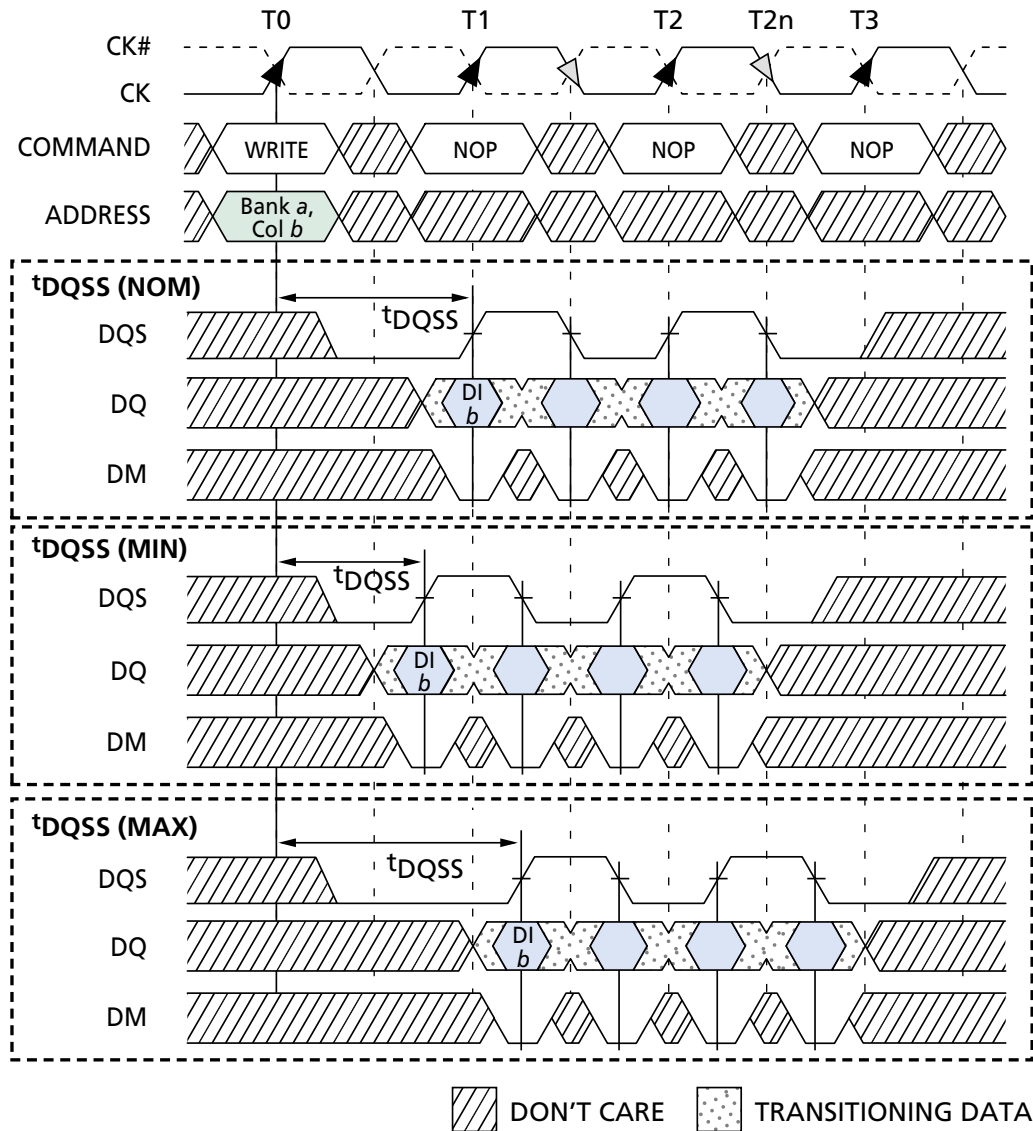 T0 T1 T2 T2n T3
CK#
CK
COMMAND WRITE NOP NOP NOP
ADDRESS Bank a,
Col b
tDQSS (NOM)
tDQSS
DQS
DQ DI
b
DM
tDQSS (MIN)
tDQSS
DQS
DQ DI
b
DM
tDQSS (MAX)
tDQSS
DQS
DQ DI
b
DM
DON'T CARE TRANSITIONING DATA